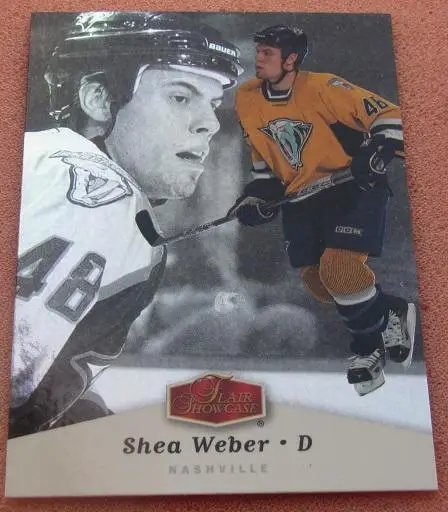 BAUER
48
48
CCM
FLAIR
SHOWCASE
®
Shea Weber • D
NASHVILLE